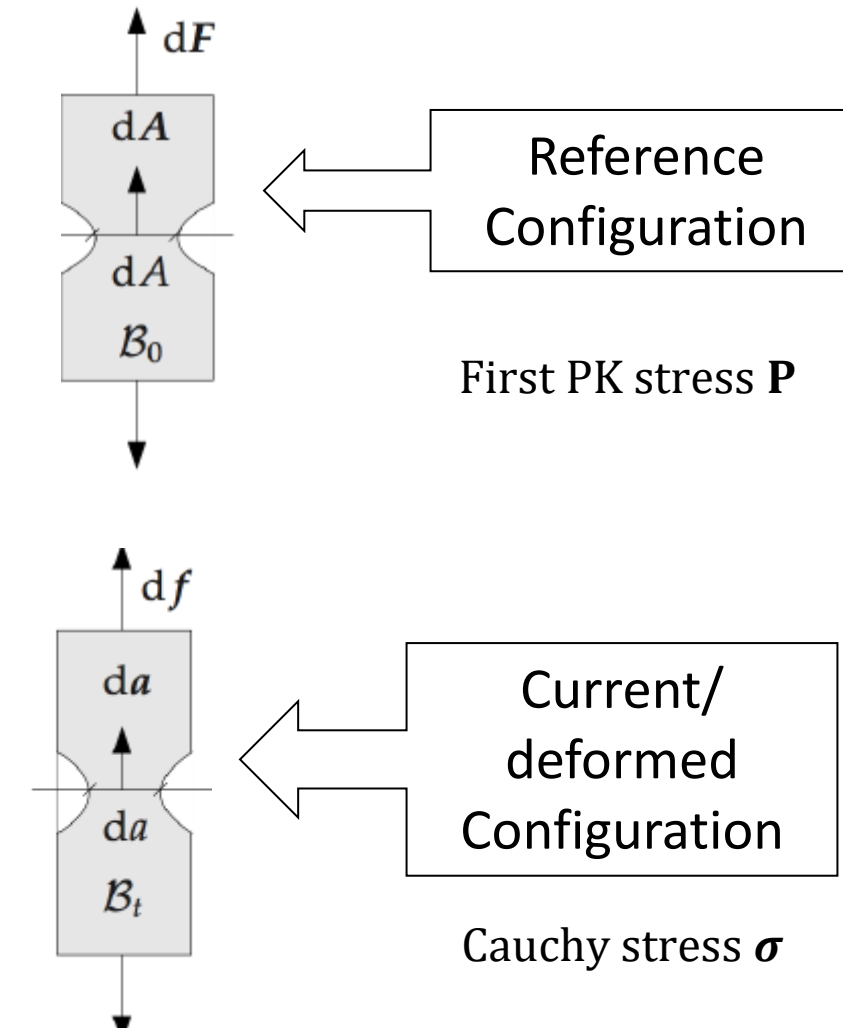 dF
dA
dA
B₀
Reference
Configuration
First PK stress P
df
da
da
Bₜ
Current/
deformed
Configuration
Cauchy stress σ